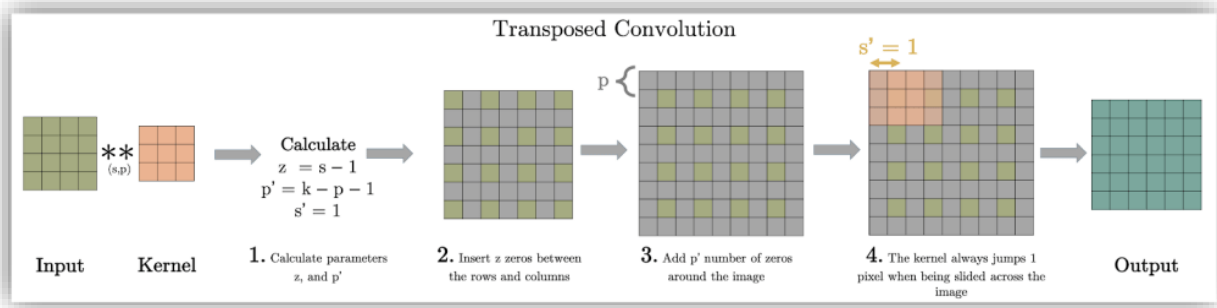 Transposed Convolution
s' = 1
p
**
(s,p)
Calculate
z = s − 1
p' = k − p − 1
s' = 1
Input
Kernel
1. Calculate parameters
z, and p'
2. Insert z zeros between
the rows and columns
3. Add p' number of zeros
around the image
4. The kernel always jumps 1
pixel when being slided across the
image
Output